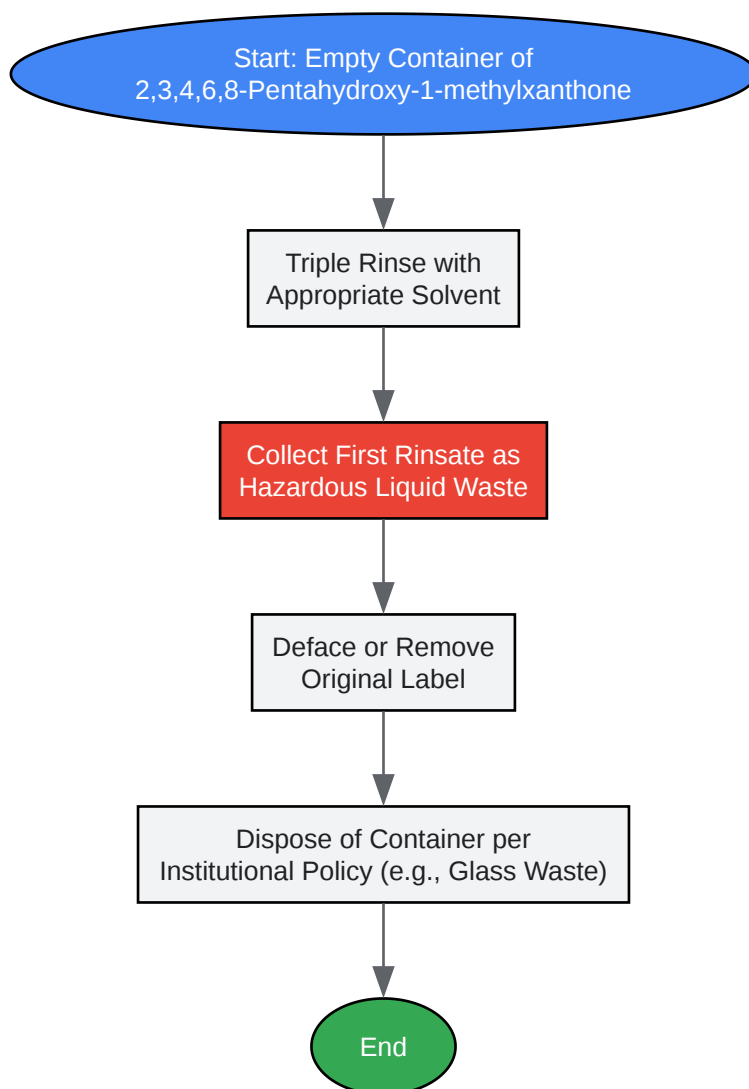 Start: Empty Container of
2,3,4,6,8-Pentahydroxy-1-methylxanthone
Triple Rinse with
Appropriate Solvent
Collect First Rinsate as
Hazardous Liquid Waste
Deface or Remove
Original Label
Dispose of Container per
Institutional Policy (e.g., Glass Waste)
End